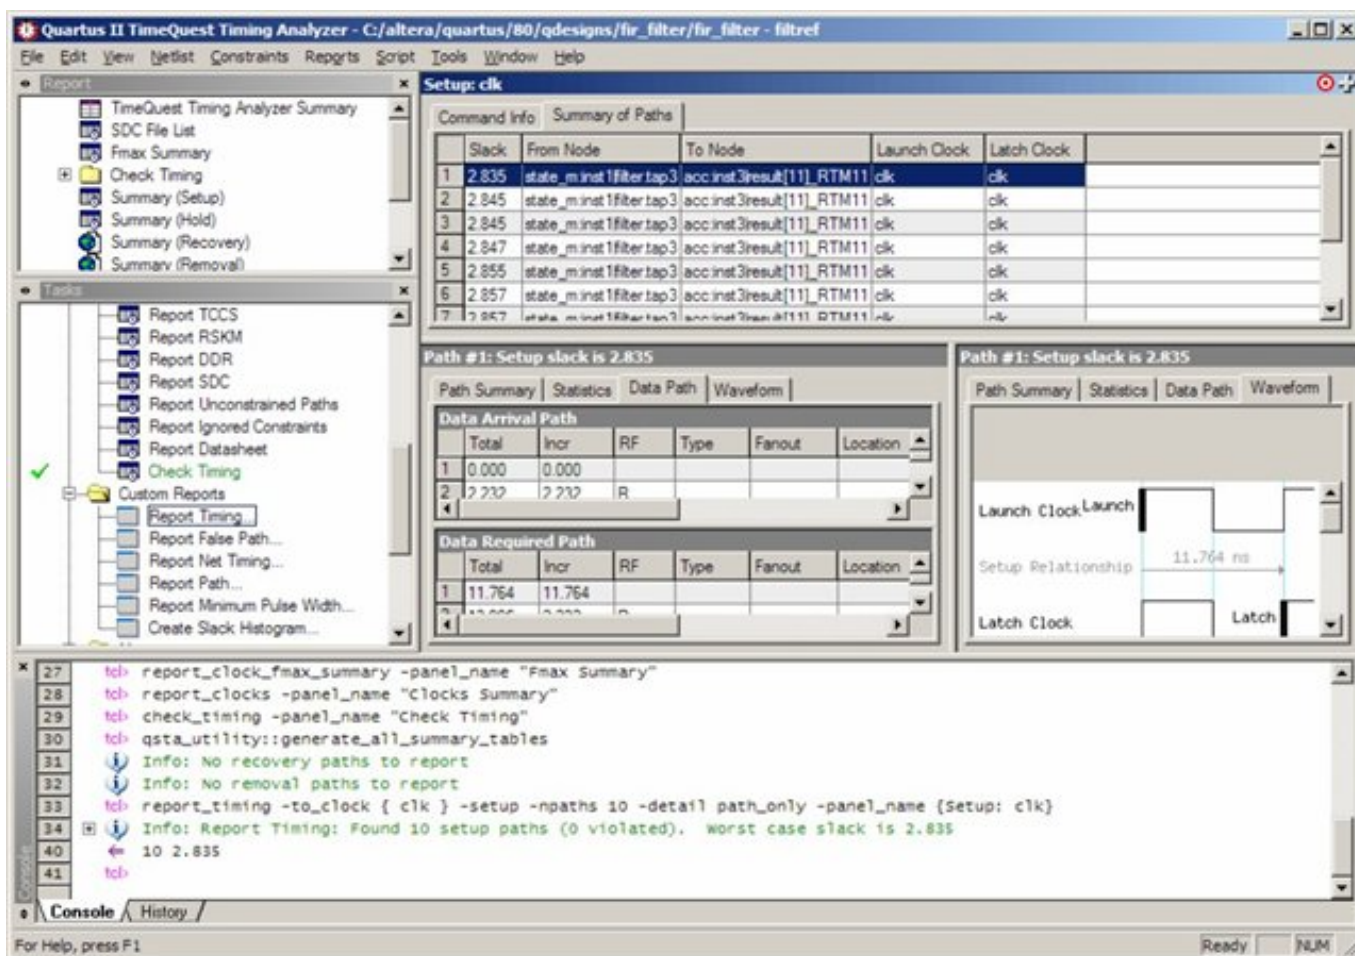 Quartus II TimeQuest Timing Analyzer - C:/altera/quartus/80/qdesigns/fir_filter/fir_filter - filtref
File Edit View Netlist Constraints Reports Script Tools Window Help
Report
TimeQuest Timing Analyzer Summary
SDC File List
Fmax Summary
Check Timing
Summary (Setup)
Summary (Hold)
Summary (Recovery)
Summary (Removal)
Tasks
Report TCCS
Report RSKM
Report DDR
Report SDC
Report Unconstrained Paths
Report Ignored Constraints
Report Datasheet
Check Timing
Custom Reports
Report Timing...
Report False Path...
Report Net Timing...
Report Path...
Report Minimum Pulse Width...
Create Slack Histogram...
Setup: clk
Command Info Summary of Paths
Slack From Node To Node Launch Clock Latch Clock
1 2.835 state_m:inst1|filter.tap3 acc:inst3|result[11]_RTM11 clk clk
2 2.845 state_m:inst1|filter.tap3 acc:inst3|result[11]_RTM11 clk clk
3 2.845 state_m:inst1|filter.tap3 acc:inst3|result[11]_RTM11 clk clk
4 2.847 state_m:inst1|filter.tap3 acc:inst3|result[11]_RTM11 clk clk
5 2.855 state_m:inst1|filter.tap3 acc:inst3|result[11]_RTM11 clk clk
6 2.857 state_m:inst1|filter.tap3 acc:inst3|result[11]_RTM11 clk clk
7 2.857 state_m:inst1|filter.tap3 acc:inst3|result[11]_RTM11 clk clk
Path #1: Setup slack is 2.835
Path Summary Statistics Data Path Waveform
Data Arrival Path
Total Incr RF Type Fanout Location
1 0.000 0.000
2 2.232 2.232 R
Data Required Path
Total Incr RF Type Fanout Location
1 11.764 11.764
Path #1: Setup slack is 2.835
Path Summary Statistics Data Path Waveform
Launch Clock Launch
Setup Relationship 11.764 ns
Latch Clock Latch
27 tcl> report_clock_fmax_summary -panel_name "Fmax Summary"
28 tcl> report_clocks -panel_name "Clocks Summary"
29 tcl> check_timing -panel_name "Check Timing"
30 tcl> qsta_utility::generate_all_summary_tables
31 Info: No recovery paths to report
32 Info: No removal paths to report
33 tcl> report_timing -to_clock { clk } -setup -npaths 10 -detail path_only -panel_name {Setup: clk}
34 Info: Report Timing: Found 10 setup paths (0 violated). Worst case slack is 2.835
40 10 2.835
41 tcl>
Console
Console History
For Help, press F1
Ready NUM